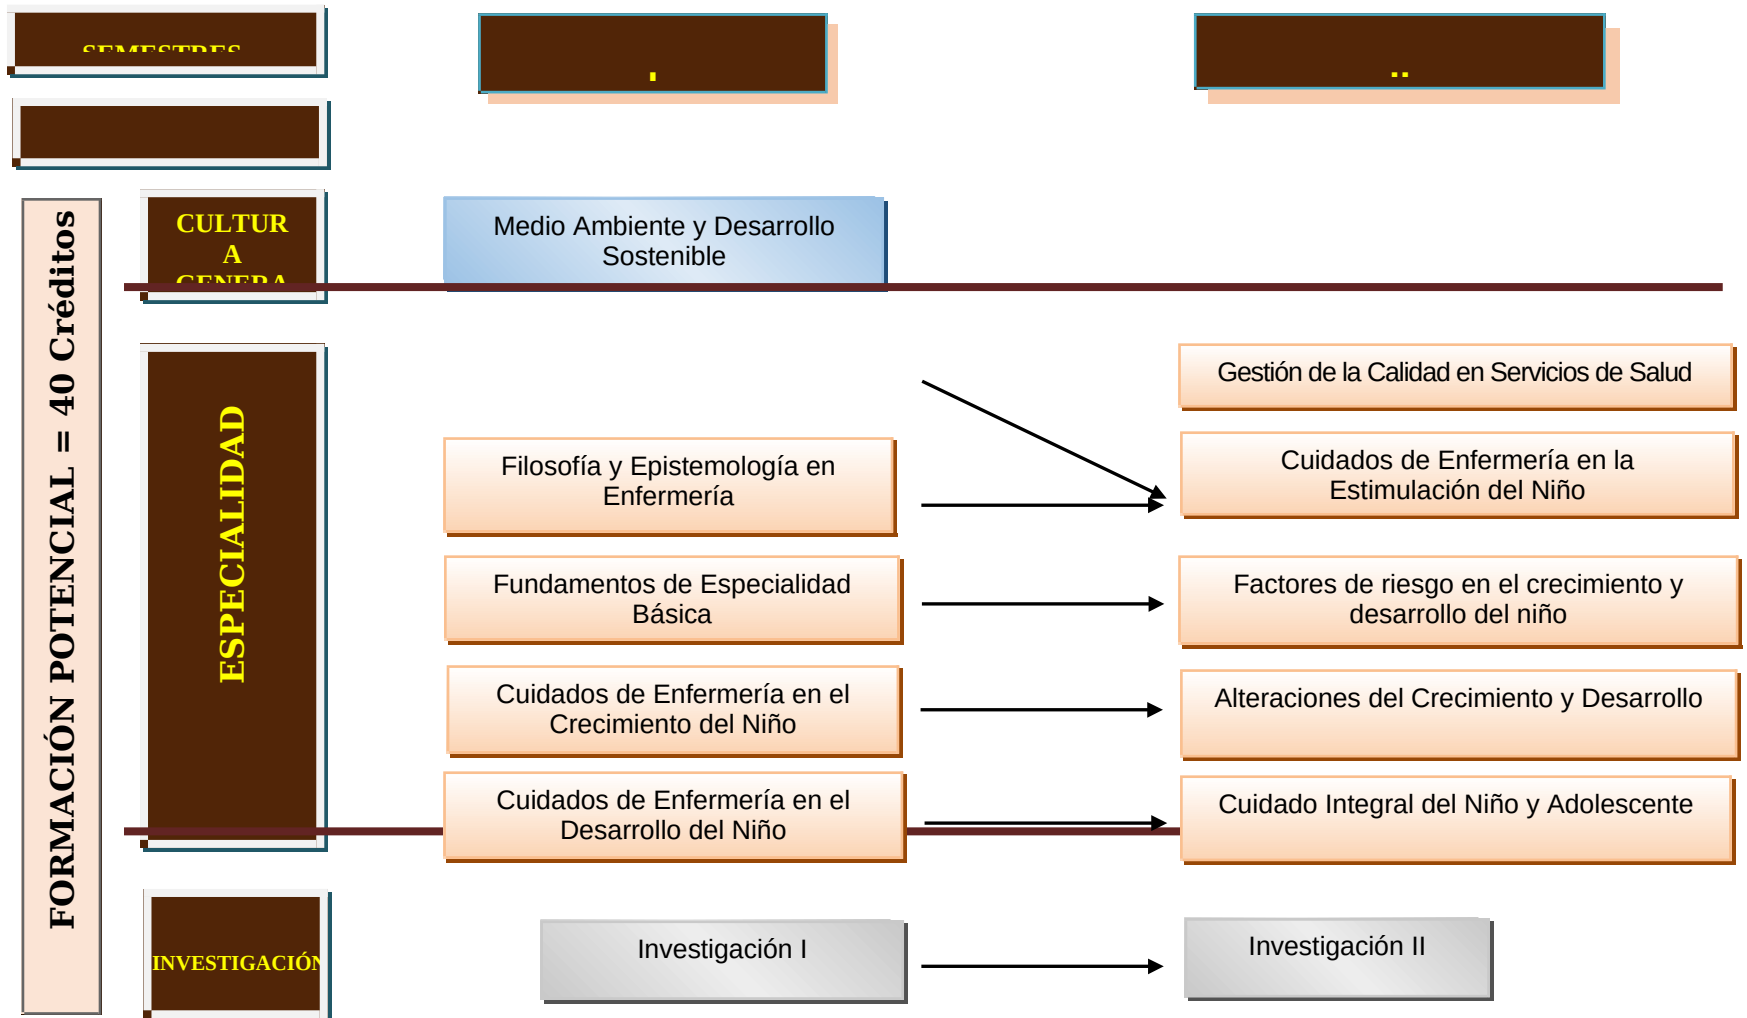 SEMESTRES
CULTUR
A
GENERA
FORMACIÓN POTENCIAL = 40 Créditos
Medio Ambiente y Desarrollo
Sostenible
ESPECIALIDAD
Gestión de la Calidad en Servicios de Salud
Filosofía y Epistemología en
Enfermería
Cuidados de Enfermería en la
Estimulación del Niño
Fundamentos de Especialidad
Básica
Factores de riesgo en el crecimiento y
desarrollo del niño
Cuidados de Enfermería en el
Crecimiento del Niño
Alteraciones del Crecimiento y Desarrollo
Cuidados de Enfermería en el
Desarrollo del Niño
Cuidado Integral del Niño y Adolescente
INVESTIGACIÓN
Investigación I
Investigación II